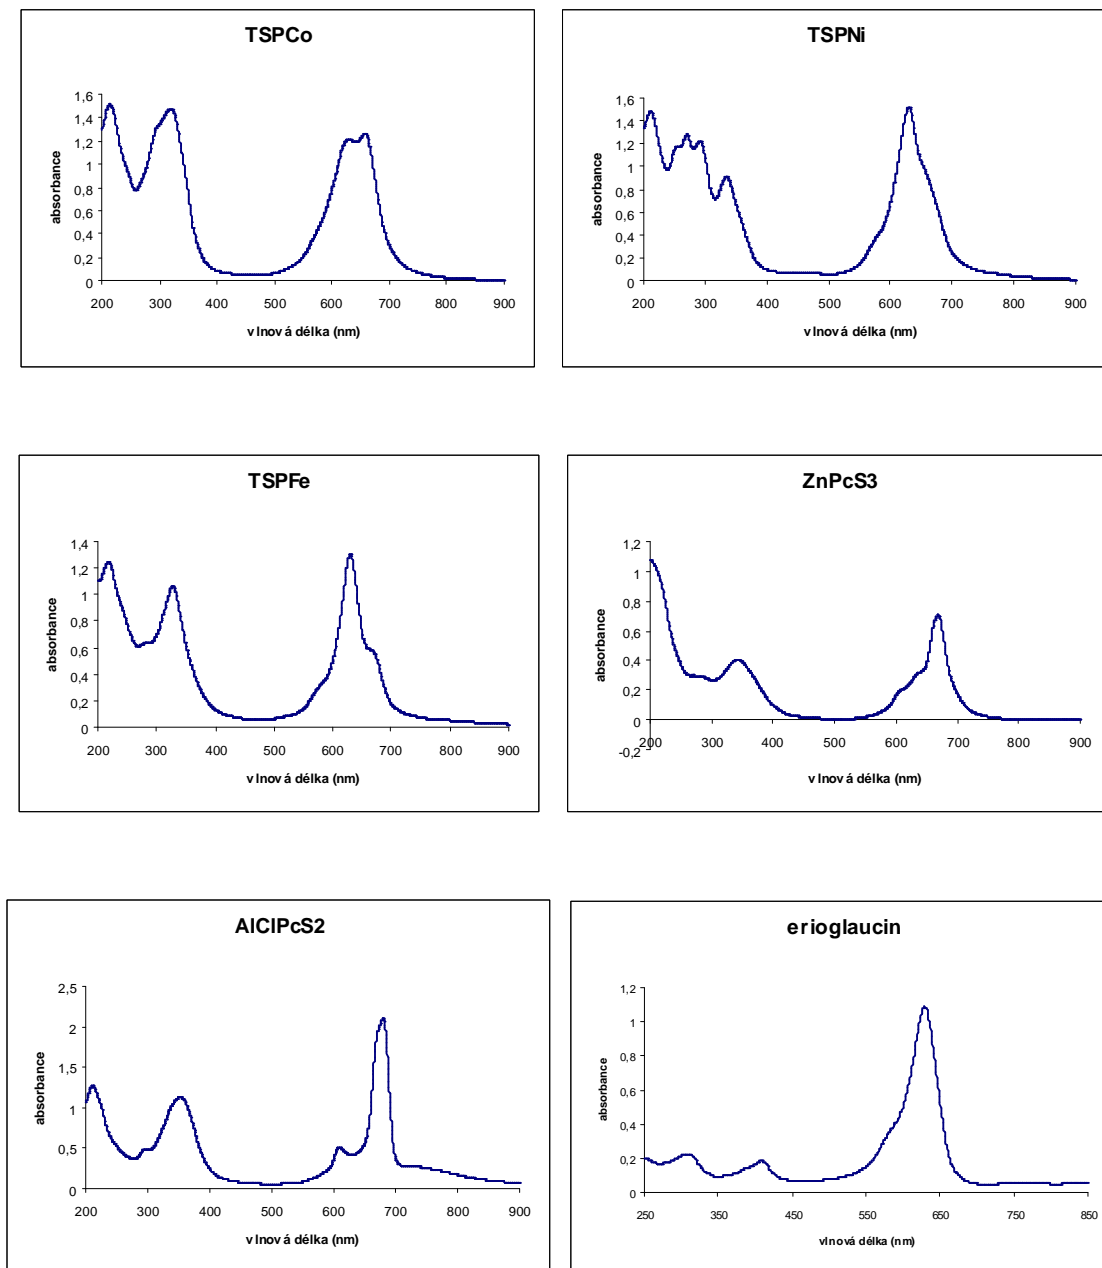 TSPCo
1,6
1,4
1,2
1
0,8
0,6
0,4
0,2
0
absorbance
200 300 400 500 600 700 800 900
vlnová délka (nm)
TSPNi
1,6
1,4
1,2
1
0,8
0,6
0,4
0,2
0
absorbance
200 300 400 500 600 700 800 900
vlnová délka (nm)
TSPFe
1,4
1,2
1
0,8
0,6
0,4
0,2
0
absorbance
200 300 400 500 600 700 800 900
vlnová délka (nm)
ZnPcS3
1,2
1
0,8
0,6
0,4
0,2
0
-0,2
absorbance
200 300 400 500 600 700 800 900
vlnová délka (nm)
AlClPcS2
2,5
2
1,5
1
0,5
0
absorbance
200 300 400 500 600 700 800 900
vlnová délka (nm)
erioglaucin
1,2
1
0,8
0,6
0,4
0,2
0
absorbance
250 350 450 550 650 750 850
vlnová délka (nm)